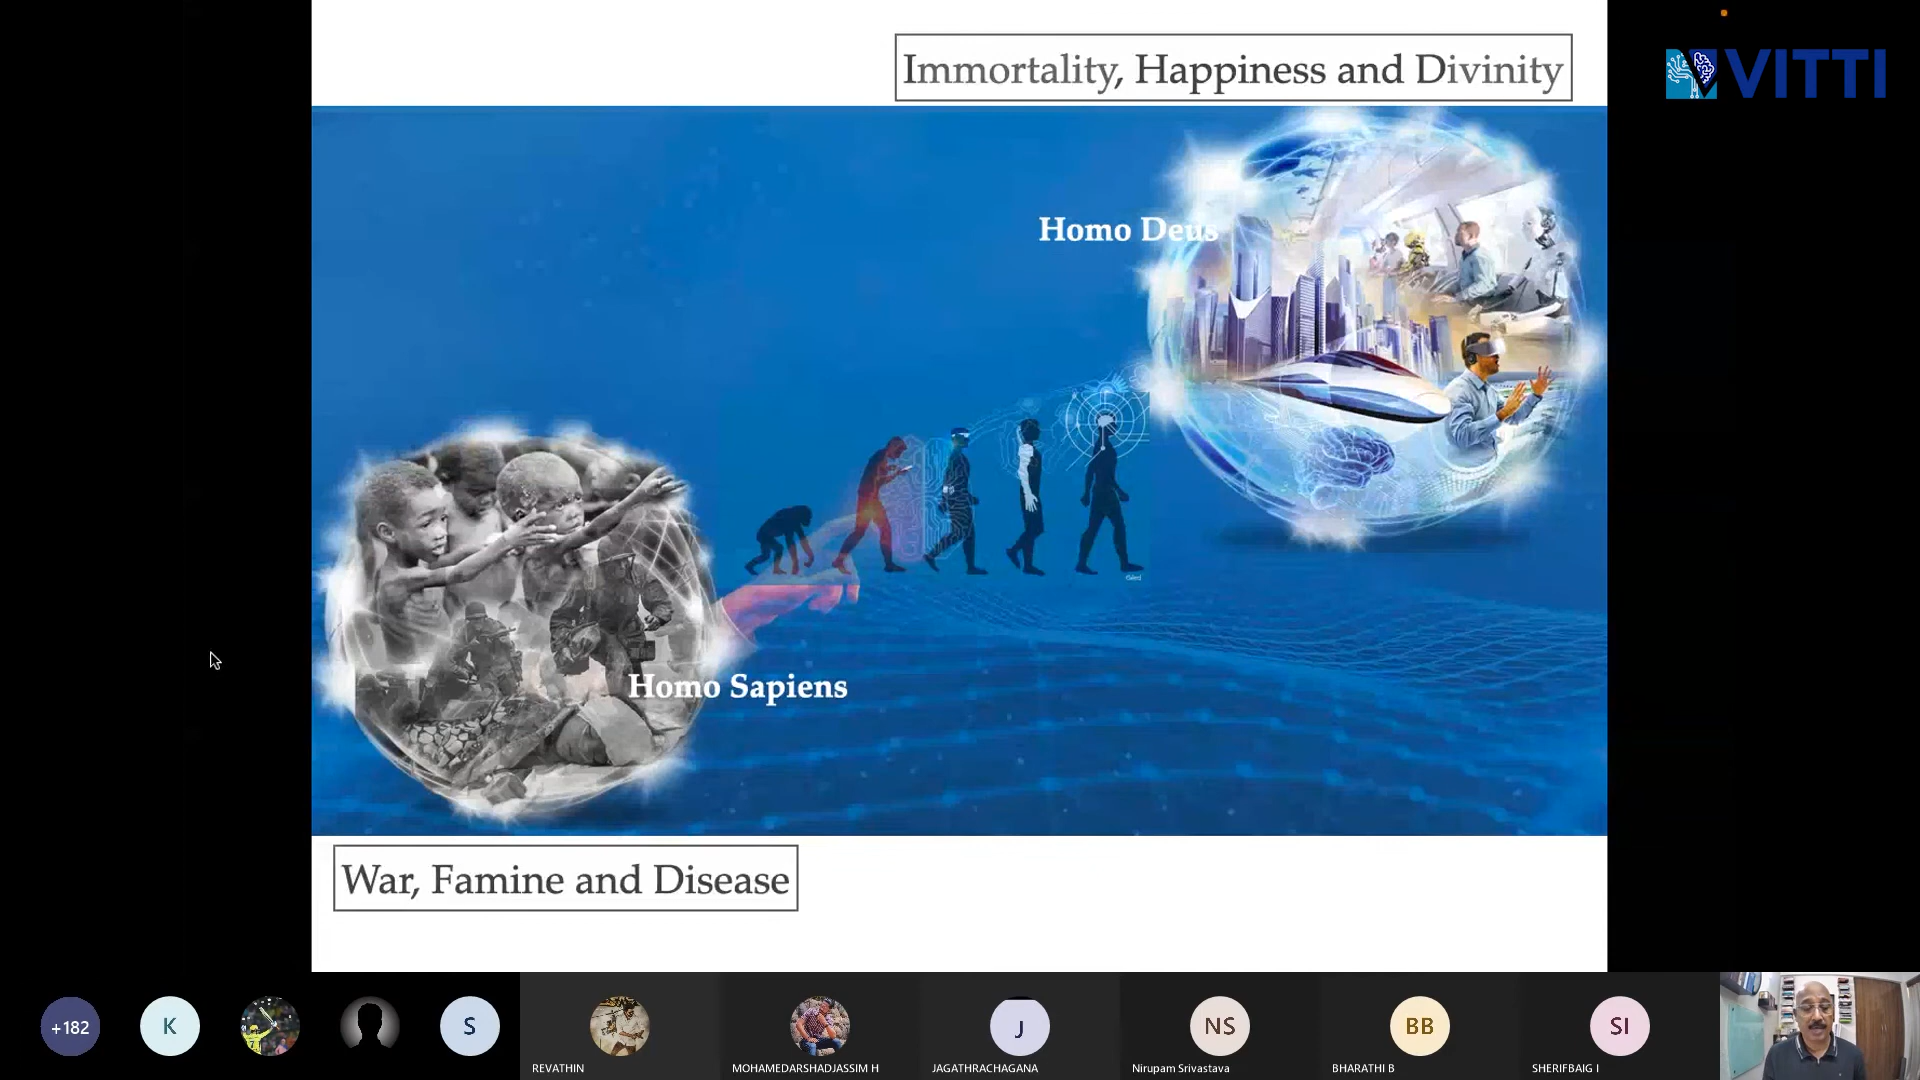 Immortality, Happiness and Divinity
VITTI
Homo Deus
Homo Sapiens
War, Famine and Disease
+182
K
S
J
NS
BB
SI
REVATHIN
MOHAMEDARSHADJASSIM H
JAGATHRACHAGANA
Nirupam Srivastava
BHARATHI B
SHERIFBAIG I